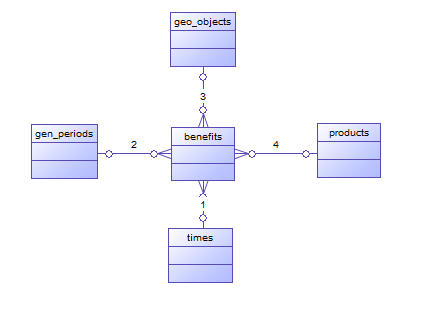 geo_objects
3
gen_periods
2
benefits
4
products
1
times